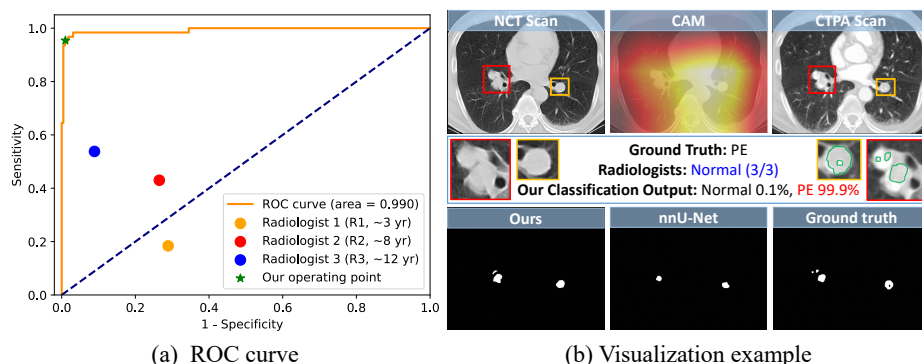 1.0
0.8
0.6
0.4
0.2
0.0
Sensitivity
0.0 0.2 0.4 0.6 0.8 1.0
1 - Specificity
ROC curve (area = 0.990)
Radiologist 1 (R1, ~3 yr)
Radiologist 2 (R2, ~8 yr)
Radiologist 3 (R3, ~12 yr)
Our operating point
(a) ROC curve
NCT Scan CAM CTPA Scan
Ground Truth: PE
Radiologists: Normal (3/3)
Our Classification Output: Normal 0.1%, PE 99.9%
Ours nnU-Net Ground truth
(b) Visualization example